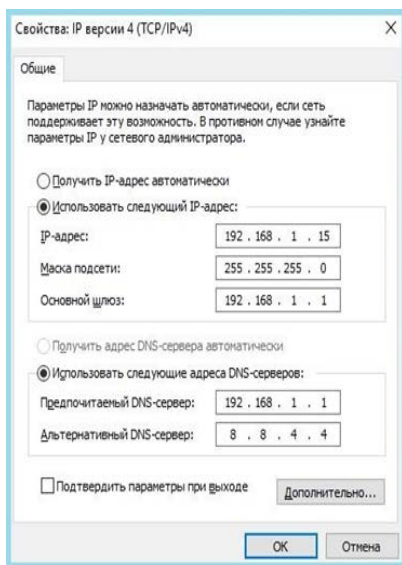 Свойства: IP версии 4 (TCP/IPv4)
Общие
Параметры IP можно назначать автоматически, если сеть
поддерживает эту возможность. В противном случае узнайте
параметры IP у сетевого администратора.
Получить IP-адрес автоматически
Использовать следующий IP-адрес:
IP-адрес: 192 . 168 . 1 . 15
Маска подсети: 255 . 255 . 255 . 0
Основной шлюз: 192 . 168 . 1 . 1
Получить адрес DNS-сервера автоматически
Использовать следующие адреса DNS-серверов:
Предпочитаемый DNS-сервер: 192 . 168 . 1 . 1
Альтернативный DNS-сервер: 8 . 8 . 4 . 4
Подтвердить параметры при выходе
Дополнительно...
ОК Отмена